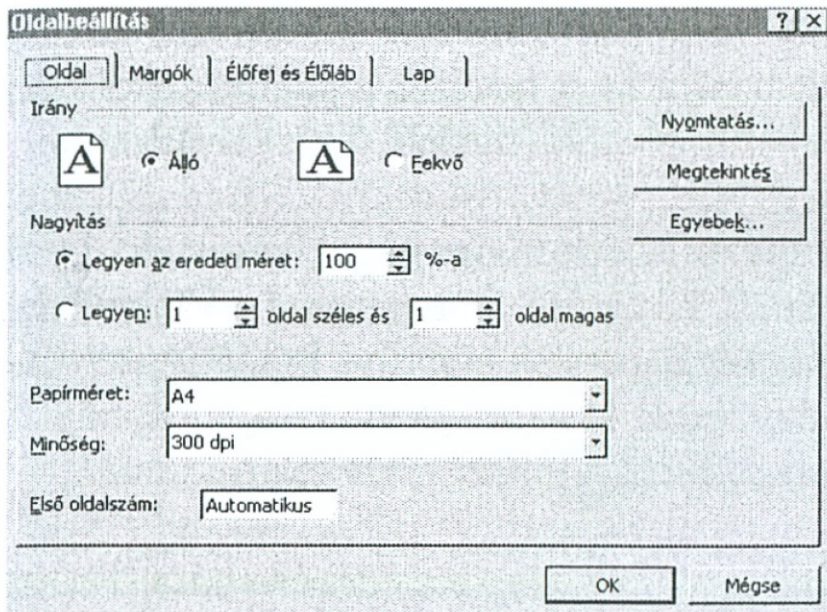 Oldalbeállítás
Oldal Margók Élőfej és Élőláb Lap
Irány
Nyomtatás...
A Álló A Fekvő
Megtekintés
Nagyítás
Egyebek...
Legyen az eredeti méret: 100 %-a
Legyen: 1 oldal széles és 1 oldal magas
Papírméret: A4
Minőség: 300 dpi
Első oldalszám: Automatikus
OK Mégse